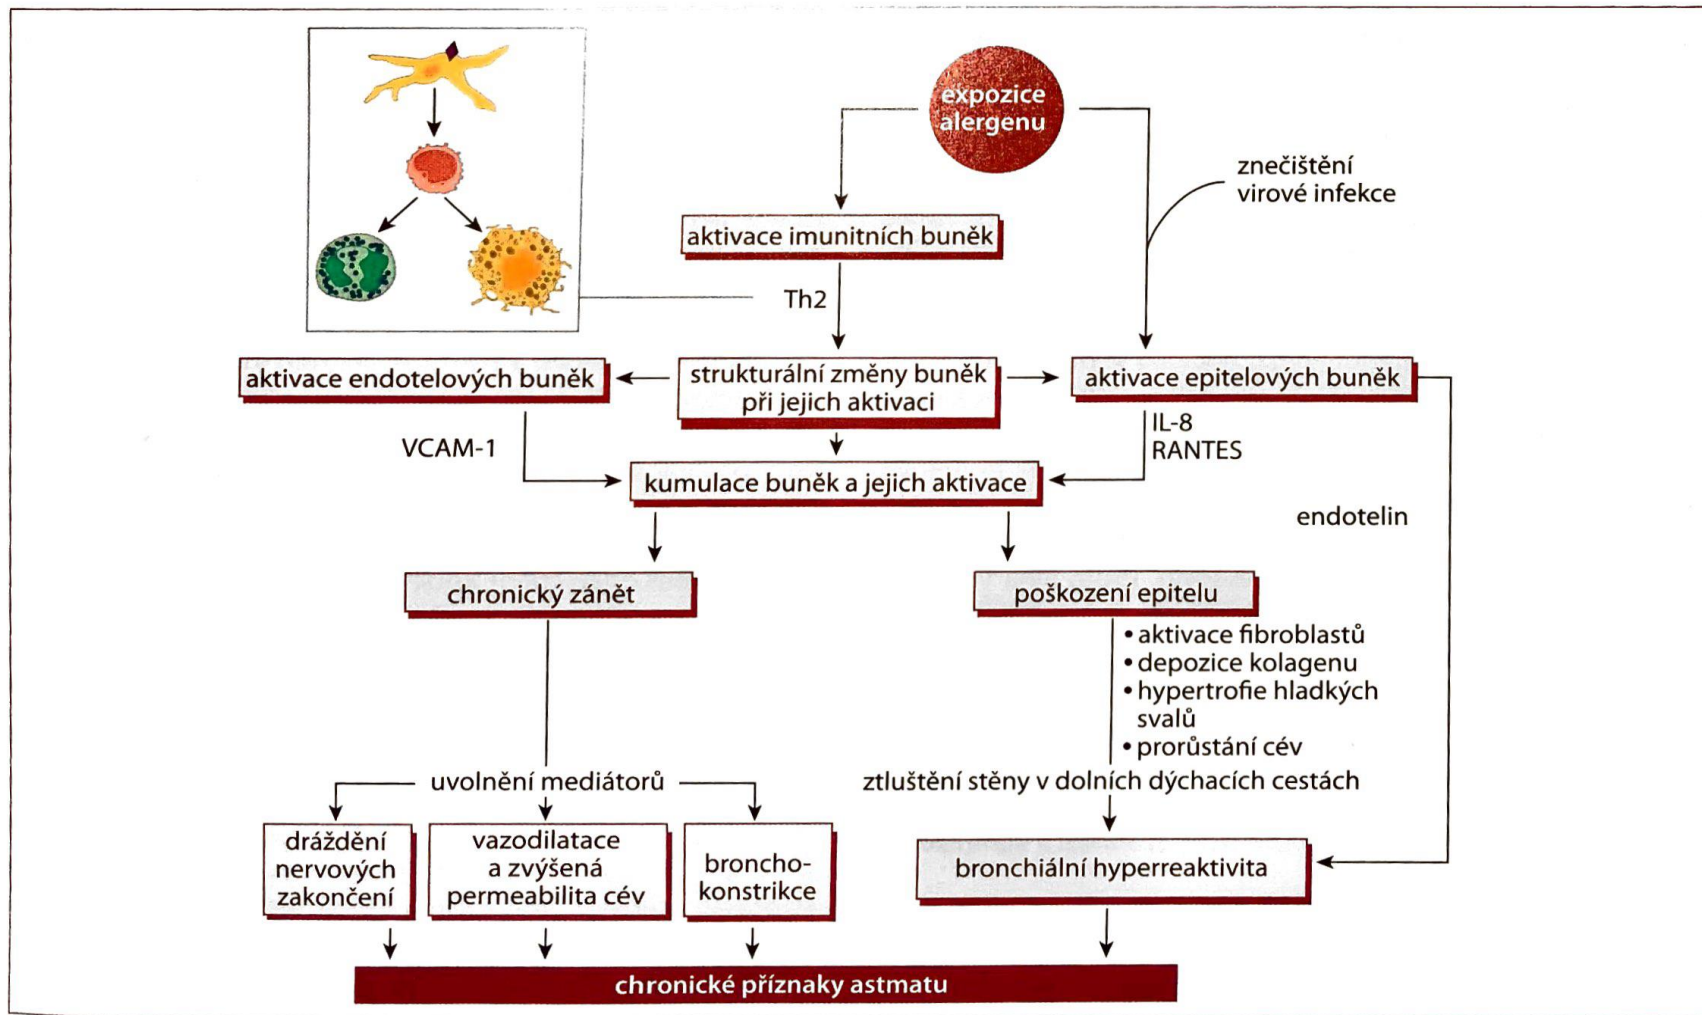 expozice
alergenu
znečištění
virové infekce
aktivace imunitních buněk
Th2
aktivace endotelových buněk
strukturální změny buněk
při jejich aktivaci
aktivace epitelových buněk
VCAM-1
IL-8
RANTES
kumulace buněk a jejich aktivace
endotelin
chronický zánět
poškození epitelu
• aktivace fibroblastů
• depozice kolagenu
• hypertrofie hladkých
svalů
• prorůstání cév
uvolnění mediátorů
ztluštění stěny v dolních dýchacích cestách
dráždění
nervových
zakončení
vazodilatace
a zvýšená
permeabilita cév
broncho-
konstrikce
bronchiální hyperreaktivita
chronické příznaky astmatu